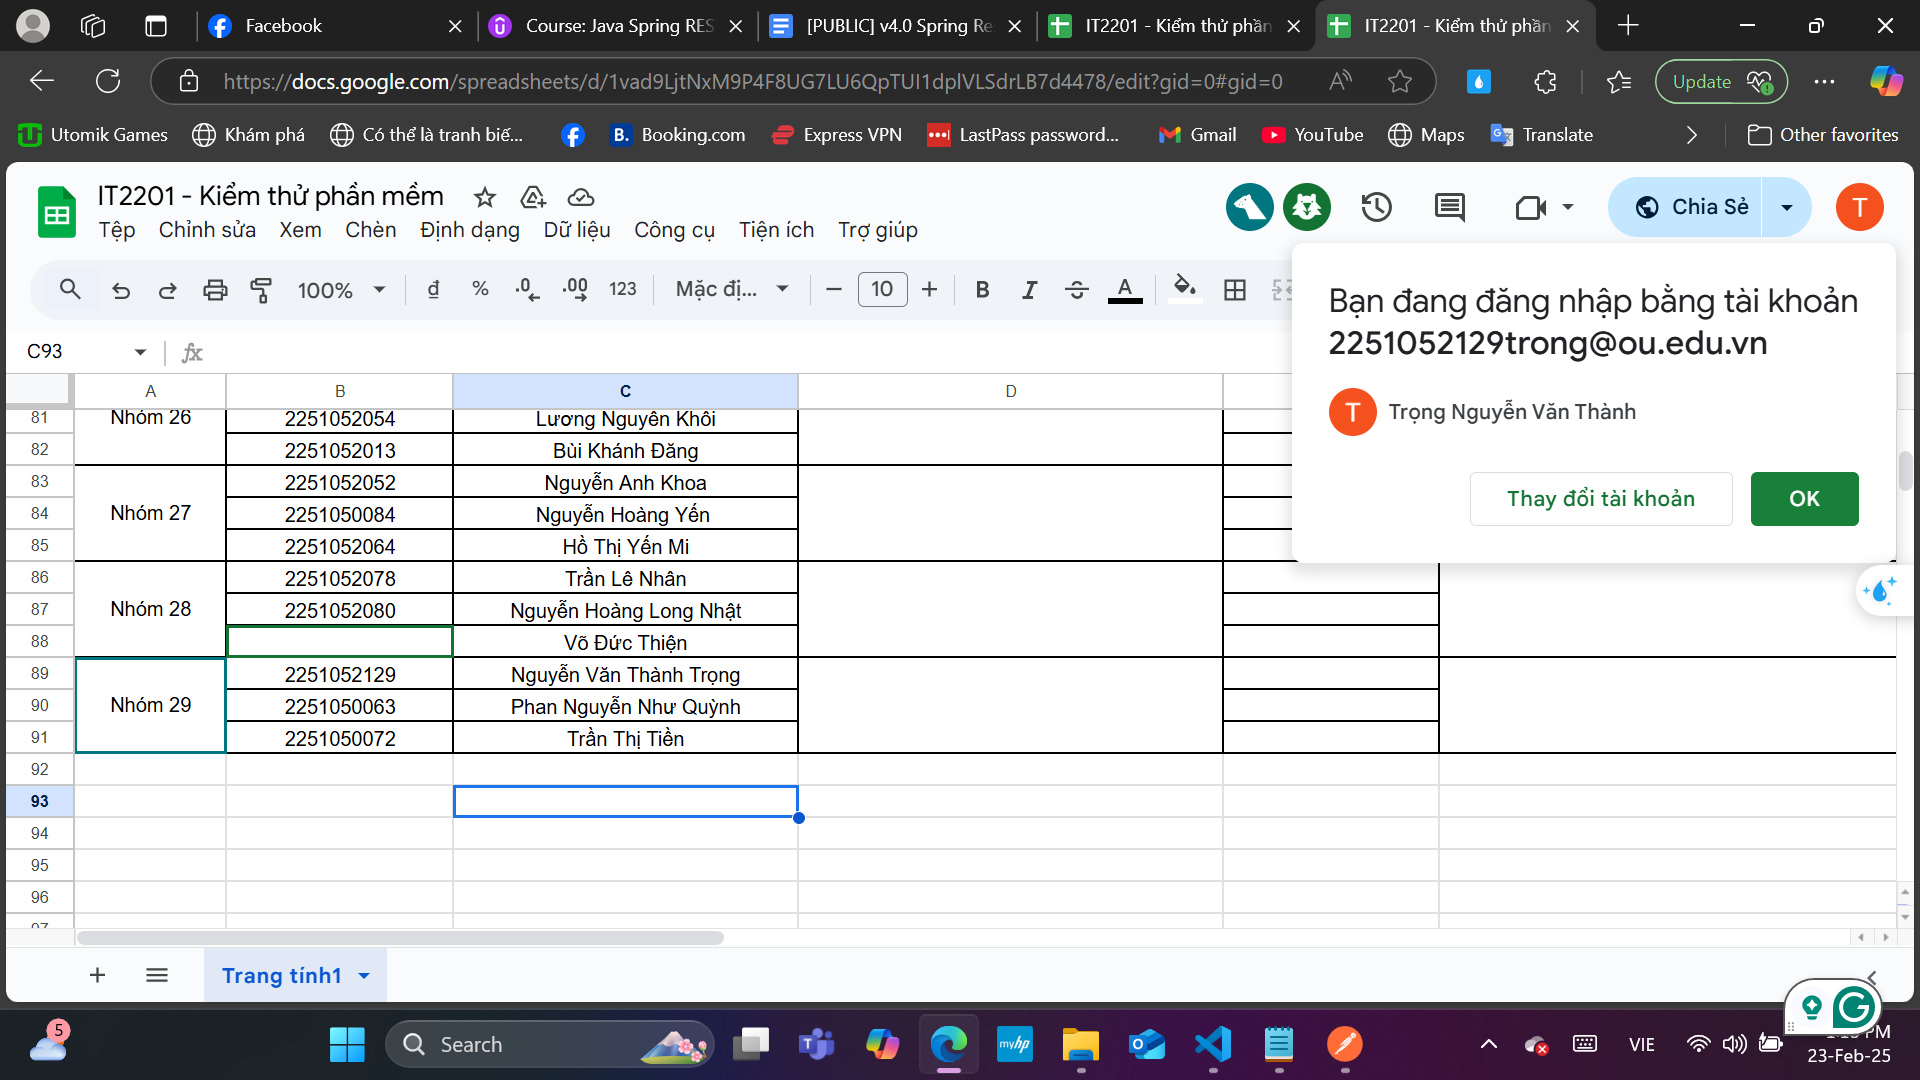 Facebook
Course: Java Spring RES
[PUBLIC] v4.0 Spring Re
IT2201 - Kiểm thử phần
IT2201 - Kiểm thử phần
https://docs.google.com/spreadsheets/d/1vad9LjtNxM9P4F8UG7LU6QpTUI1dplVLSdrLB7d4478/edit?gid=0#gid=0
Update
Utomik Games
Khám phá
Có thể là tranh biế...
Booking.com
Express VPN
LastPass password...
Gmail
YouTube
Maps
Translate
Other favorites
IT2201 - Kiểm thử phần mềm
Tệp Chỉnh sửa Xem Chèn Định dạng Dữ liệu Công cụ Tiện ích Trợ giúp
Chia Sẻ
T
100% đ % .0 .00 123 Mặc đị... 10 B I S A
Bạn đang đăng nhập bằng tài khoản
2251052129trong@ou.edu.vn
T Trọng Nguyễn Văn Thành
Thay đổi tài khoản OK
C93 fx
A B C D
81 Nhóm 26 2251052054 Lương Nguyên Khôi
82 2251052013 Bùi Khánh Đăng
83 2251052052 Nguyễn Anh Khoa
84 Nhóm 27 2251050084 Nguyễn Hoàng Yến
85 2251052064 Hồ Thị Yến Mi
86 2251052078 Trần Lê Nhân
87 Nhóm 28 2251052080 Nguyễn Hoàng Long Nhật
88 Võ Đức Thiện
89 2251052129 Nguyễn Văn Thành Trọng
90 Nhóm 29 2251050063 Phan Nguyễn Như Quỳnh
91 2251050072 Trần Thị Tiền
92
93
94
95
96
97
Trang tính1
5
Search
myhp
VIE
PM
23-Feb-25